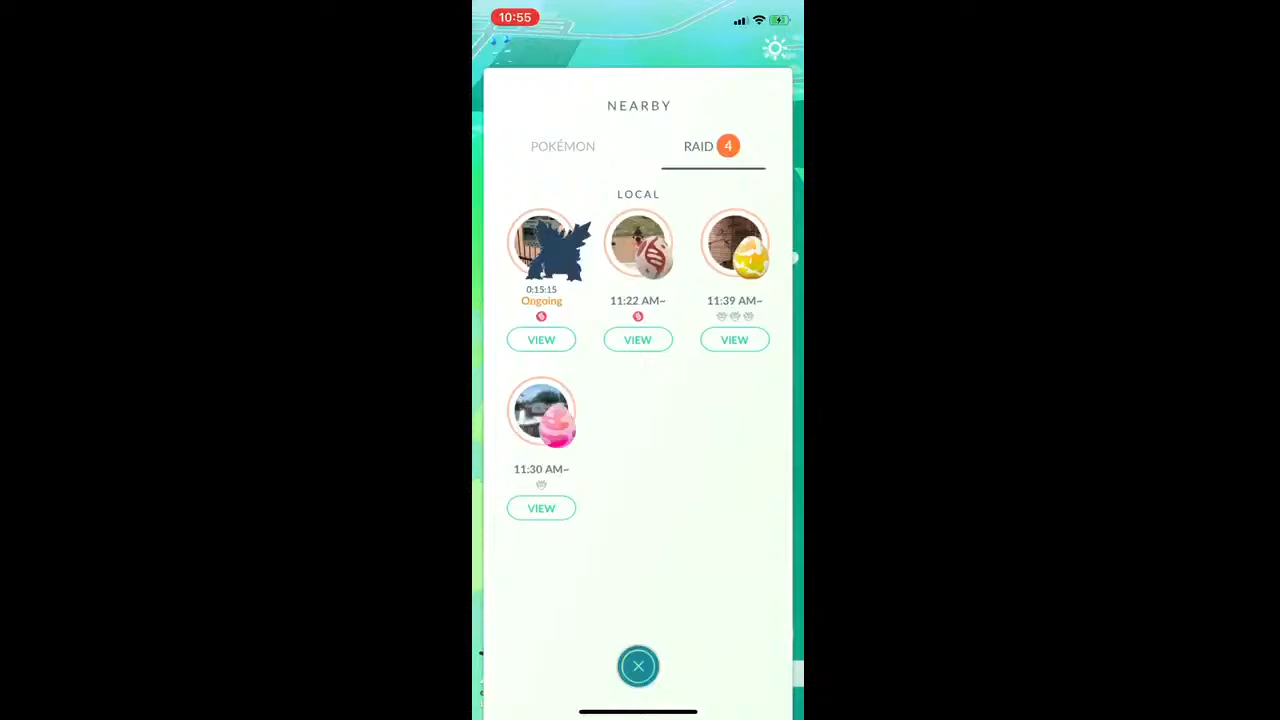 10:55
NEARBY
POKÉMON
RAID 4
LOCAL
0:15:15
Ongoing
VIEW
11:22 AM~
VIEW
11:39 AM~
VIEW
11:30 AM~
VIEW